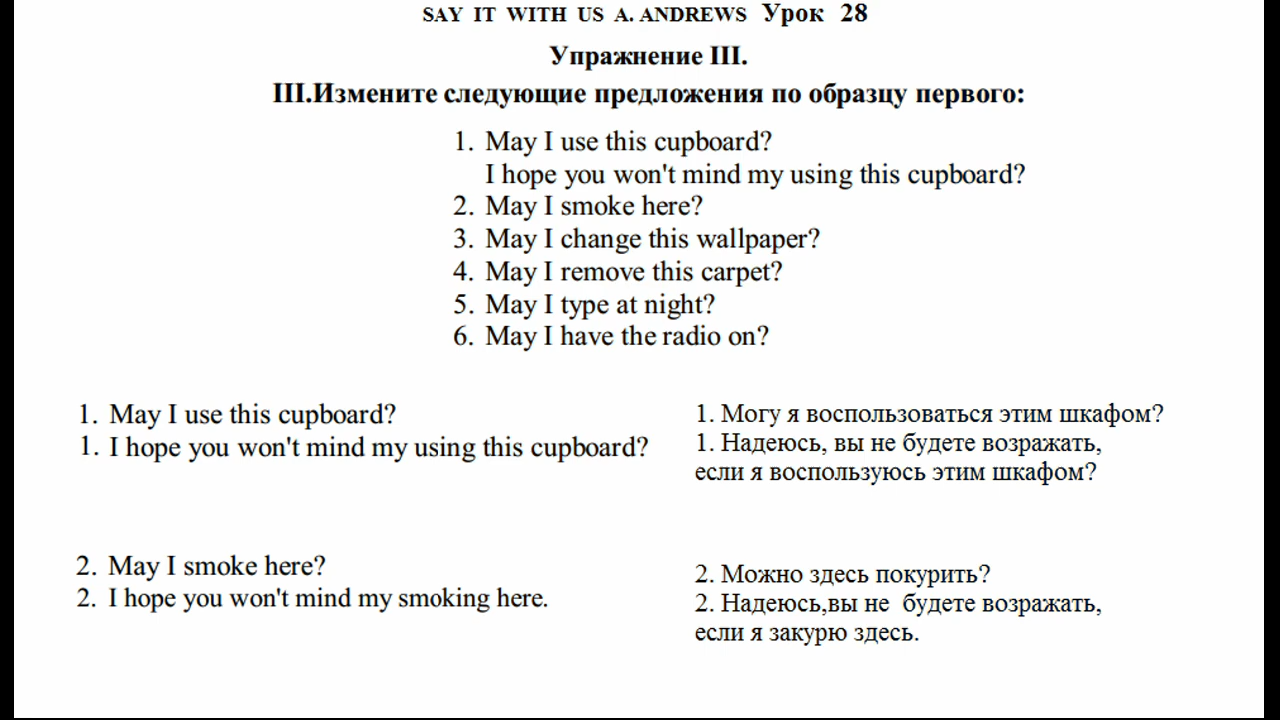 SAY IT WITH US A. ANDREWS Урок 28
Упражнение III.
III.Измените следующие предложения по образцу первого:
1. May I use this cupboard?
I hope you won't mind my using this cupboard?
2. May I smoke here?
3. May I change this wallpaper?
4. May I remove this carpet?
5. May I type at night?
6. May I have the radio on?
1. May I use this cupboard?
1. I hope you won't mind my using this cupboard?
1. Могу я воспользоваться этим шкафом?
1. Надеюсь, вы не будете возражать,
если я воспользуюсь этим шкафом?
2. May I smoke here?
2. I hope you won't mind my smoking here.
2. Можно здесь покурить?
2. Надеюсь,вы не будете возражать,
если я закурю здесь.